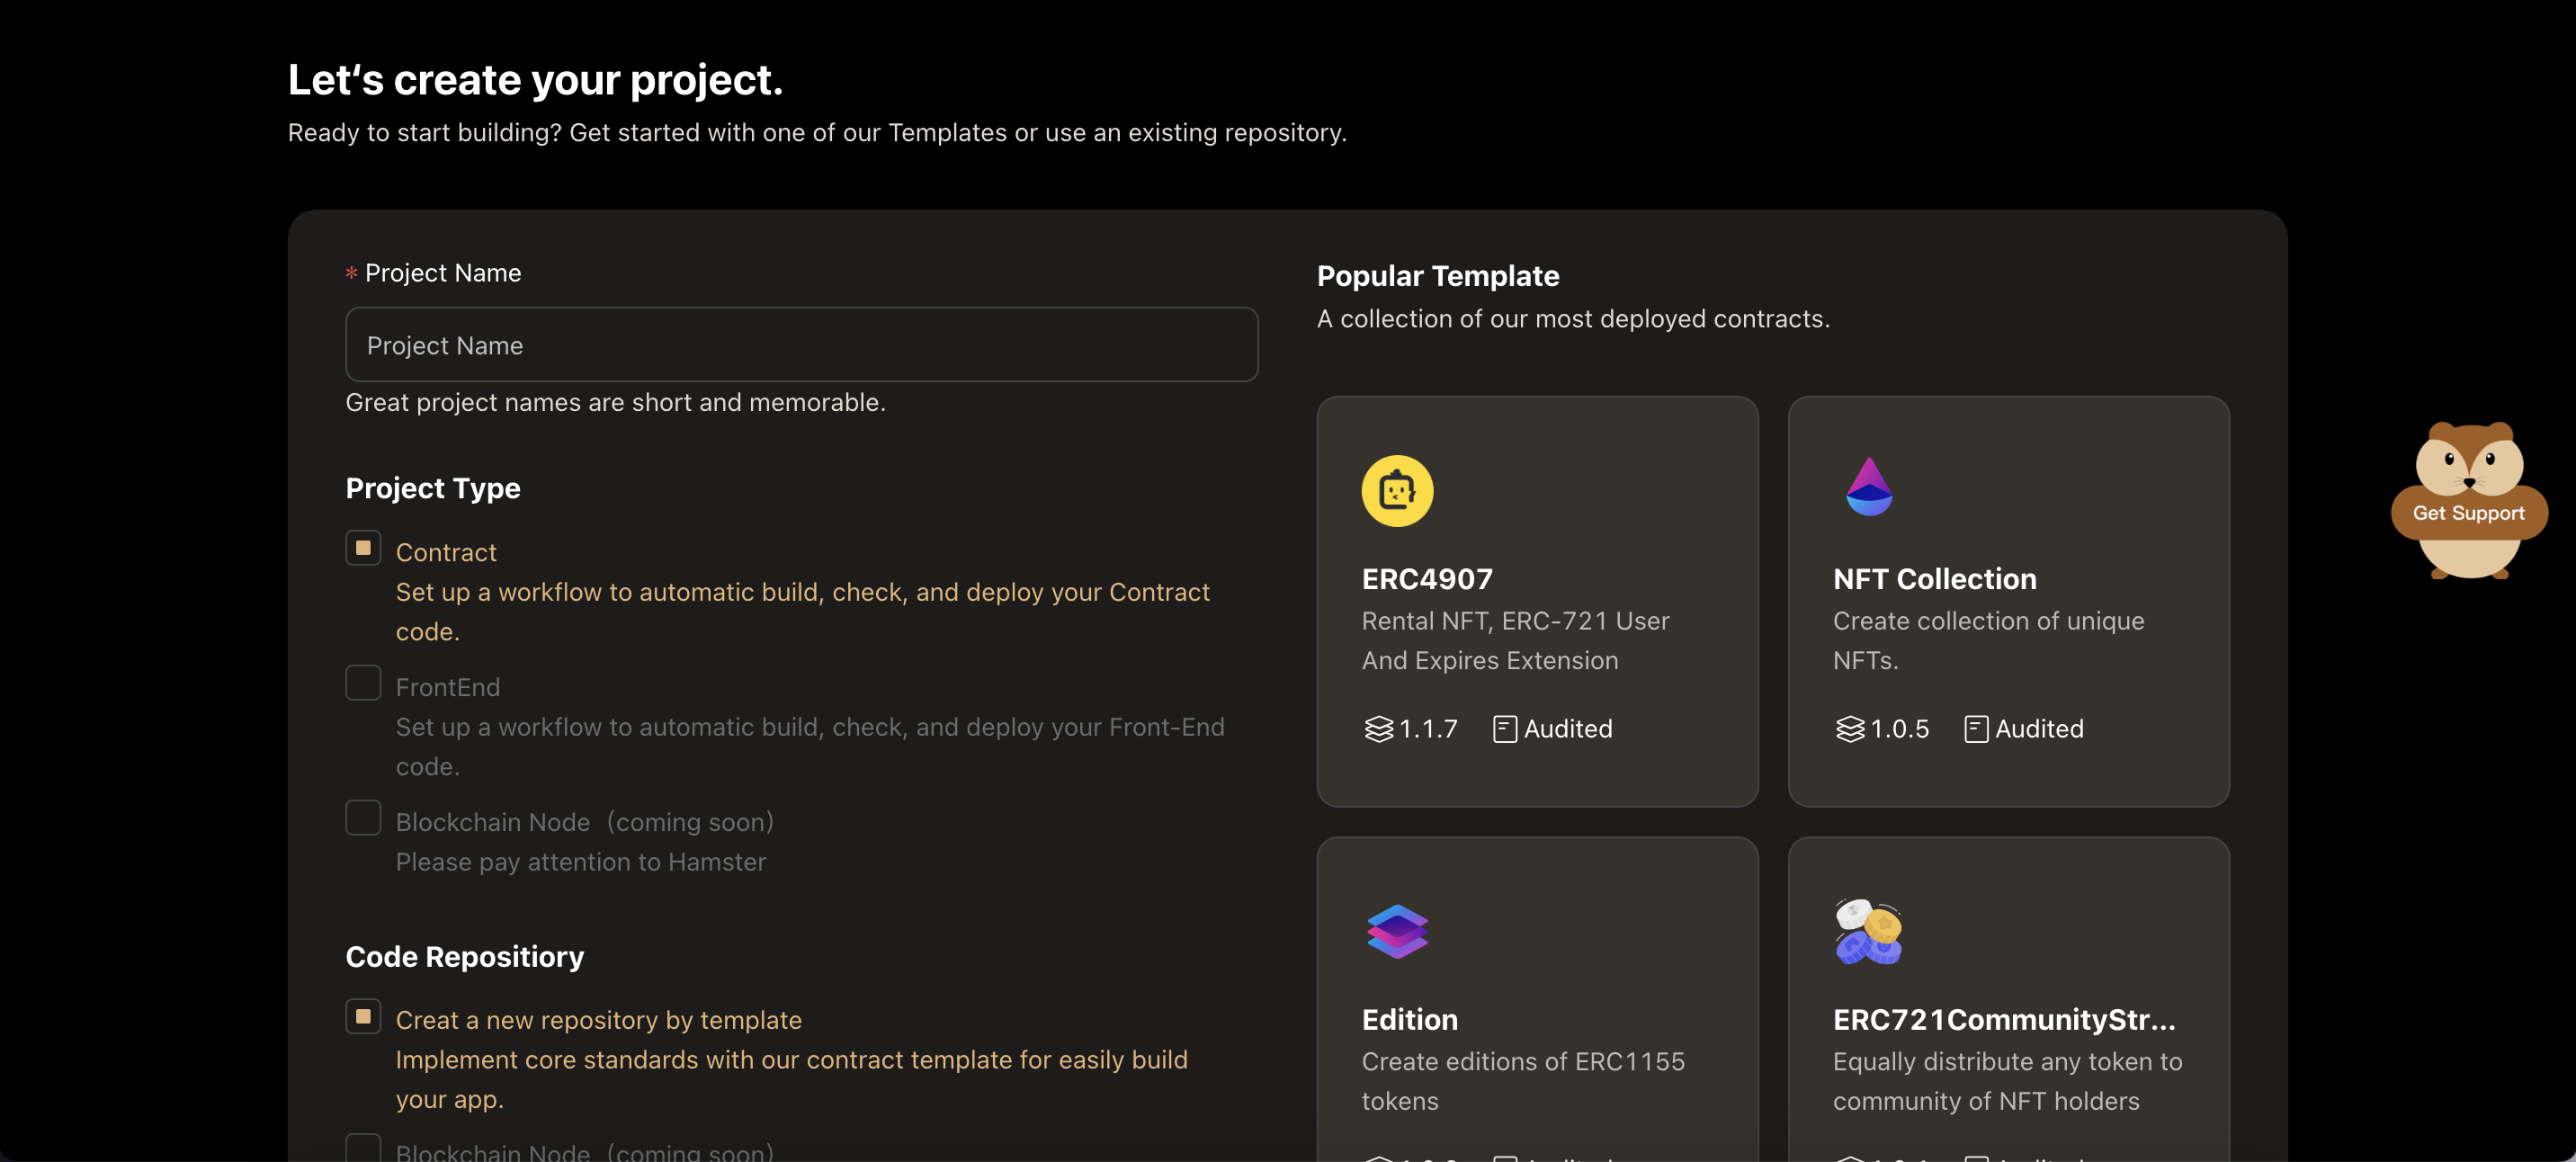 Let‘s create your project.
Ready to start building? Get started with one of our Templates or use an existing repository.
* Project Name
Project Name
Great project names are short and memorable.
Project Type
Contract
Set up a workflow to automatic build, check, and deploy your Contract
code.
FrontEnd
Set up a workflow to automatic build, check, and deploy your Front-End
code.
Blockchain Node（coming soon）
Please pay attention to Hamster
Code Repositiory
Creat a new repository by template
Implement core standards with our contract template for easily build
your app.
Blockchain Node（coming soon）
Popular Template
A collection of our most deployed contracts.
ERC4907
Rental NFT, ERC-721 User
And Expires Extension
1.1.7 Audited
NFT Collection
Create collection of unique
NFTs.
1.0.5 Audited
Edition
Create editions of ERC1155
tokens
Audited
ERC721CommunityStr...
Equally distribute any token to
community of NFT holders
Audited
Get Support